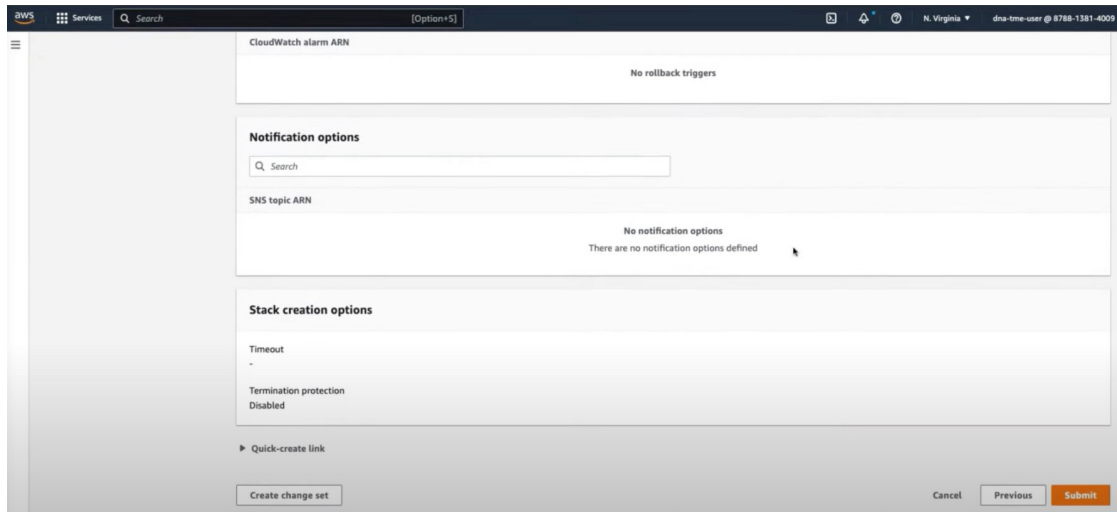 aws Services Search [Option+S] N. Virginia ▼ dna-tme-user @ 8788-1381-4009
CloudWatch alarm ARN
No rollback triggers
Notification options
Search
SNS topic ARN
No notification options
There are no notification options defined
Stack creation options
Timeout
-
Termination protection
Disabled
Quick-create link
Create change set Cancel Previous Submit